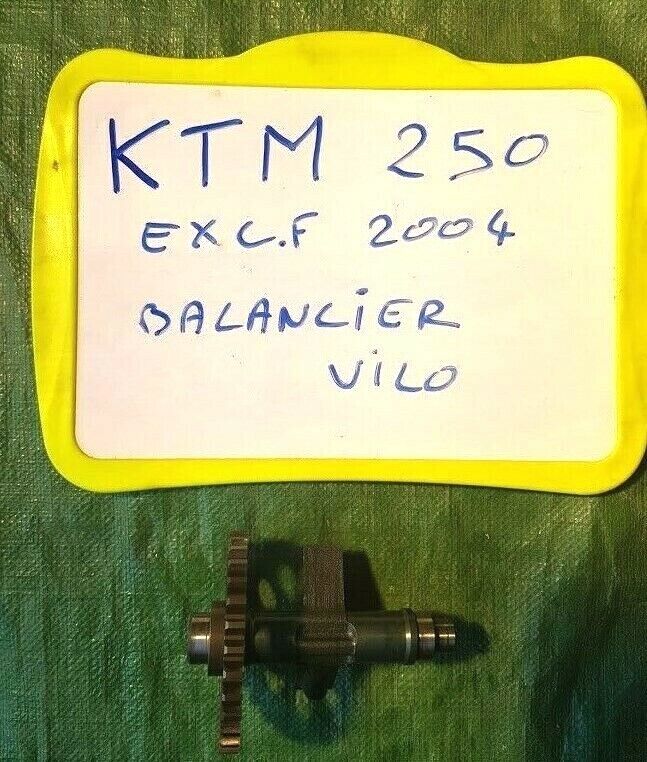 KTM 250
EXC.F 2004
BALANCIER
ViLO